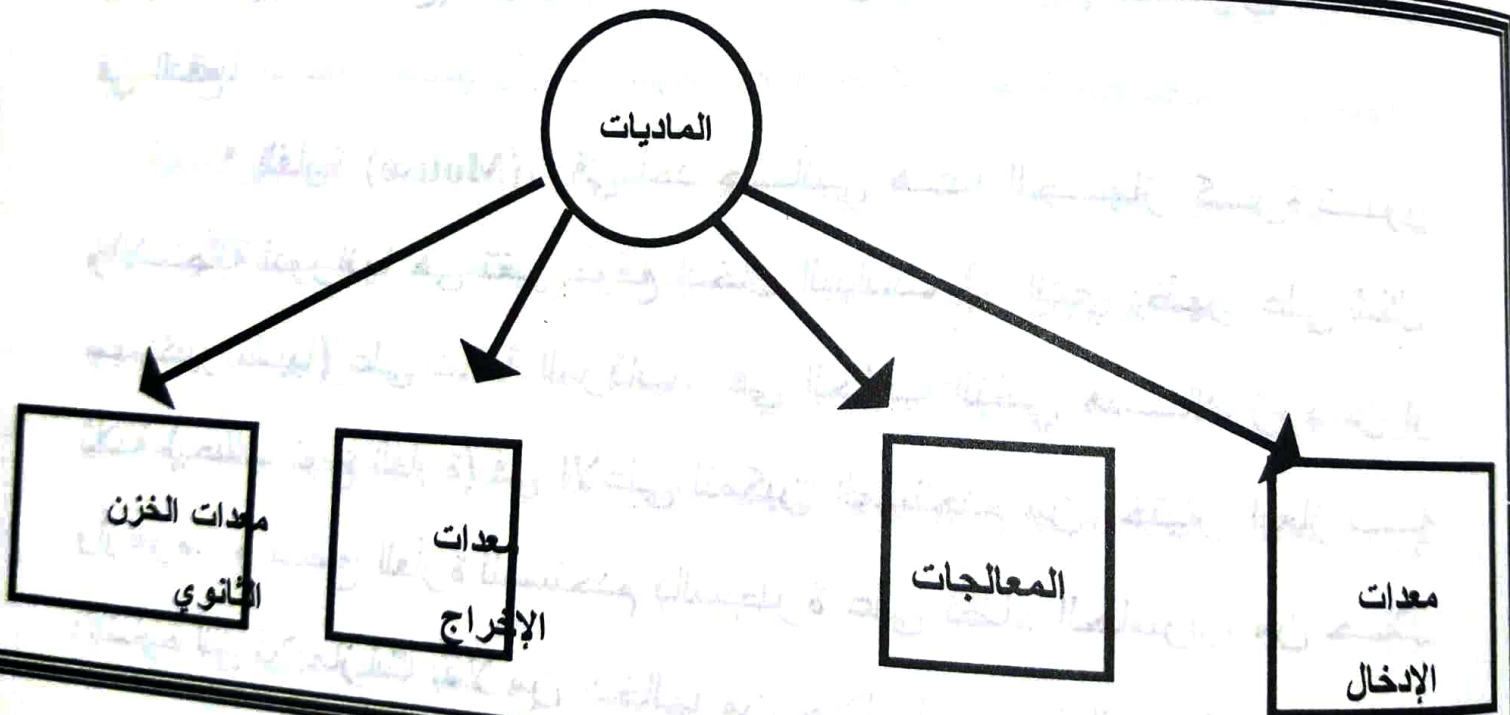 الماديات
معدات
الإدخال
المعالجات
معدات
الإخراج
معدات الخزن
الثانوي